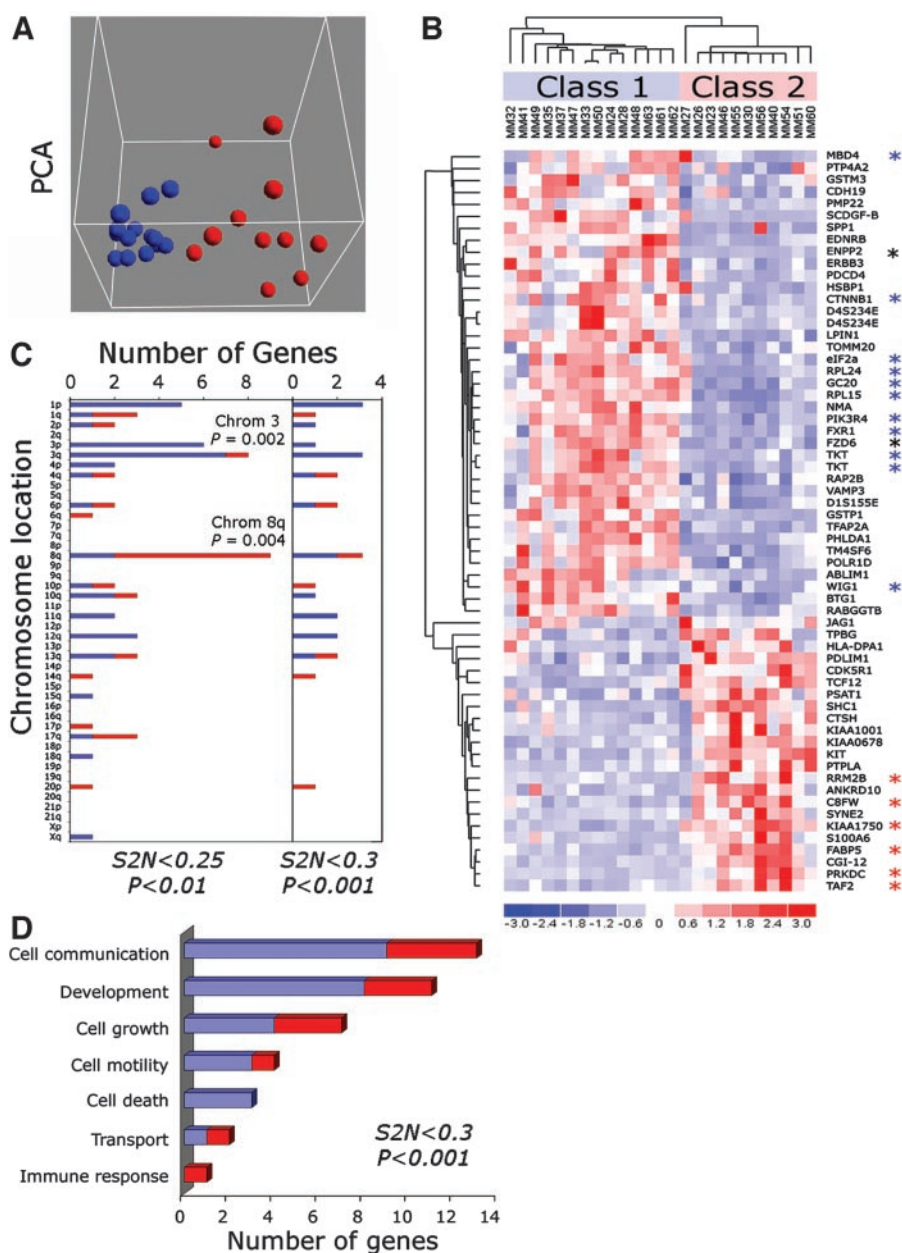 A
PCA
B
Class 1 Class 2
MM32 MM41 MM49 MM35 MM37 MM47 MM33 MM50 MM24 MM28 MM48 MM63 MM61 MM62 MM27 MM26 MM23 MM46 MM55 MM30 MM56 MM40 MM54 MM51 MM60
MBD4 *
PTP4A2
GSTM3
CDH19
PMP22
SCDGF-B
SPP1
EDNRB
ENPP2 *
ERBB3
PDCD4
HSBP1
CTNNB1 *
D4S234E
D4S234E
LPIN1
TOMM20
eIF2a *
RPL24 *
GC20 *
RPL15 *
NMA
PIK3R4 *
FXR1 *
FZD6 *
TKT *
TKT *
RAP2B
VAMP3
D1S155E
GSTP1
TFAP2A
PHLDA1
TM4SF6
POLR1D
ABLIM1
WIG1 *
BTG1
RABGGTB
JAG1
TPBG
HLA-DPA1
PDLIM1
CDK5R1
TCF12
PSAT1
SHC1
CTSH
KIAA1001
KIAA0678
KIT
PTPLA
RRM2B *
ANKRD10
C8FW *
SYNE2
KIAA1750 *
S100A6
FABP5 *
CGI-12
PRKDC *
TAF2 *
-3.0 -2.4 -1.8 -1.2 -0.6 0 0.6 1.2 1.8 2.4 3.0
C
Number of Genes
0 2 4 6 8 10 0 2 4
Chromosome location
1p
1q
2p
2q
3p
3q
4p
4q
5p
5q
6p
6q
7p
7q
8p
8q
9p
9q
10p
10q
11p
11q
12p
12q
13p
13q
14p
14q
15p
15q
16p
16q
17p
17q
18p
18q
19p
19q
20p
20q
21p
21q
Xp
Xq
Chrom 3
P = 0.002
Chrom 8q
P = 0.004
S2N<0.25 S2N<0.3
P<0.01 P<0.001
D
Cell communication
Development
Cell growth
Cell motility
Cell death
Transport
Immune response
S2N<0.3
P<0.001
0 2 4 6 8 10 12 14
Number of genes